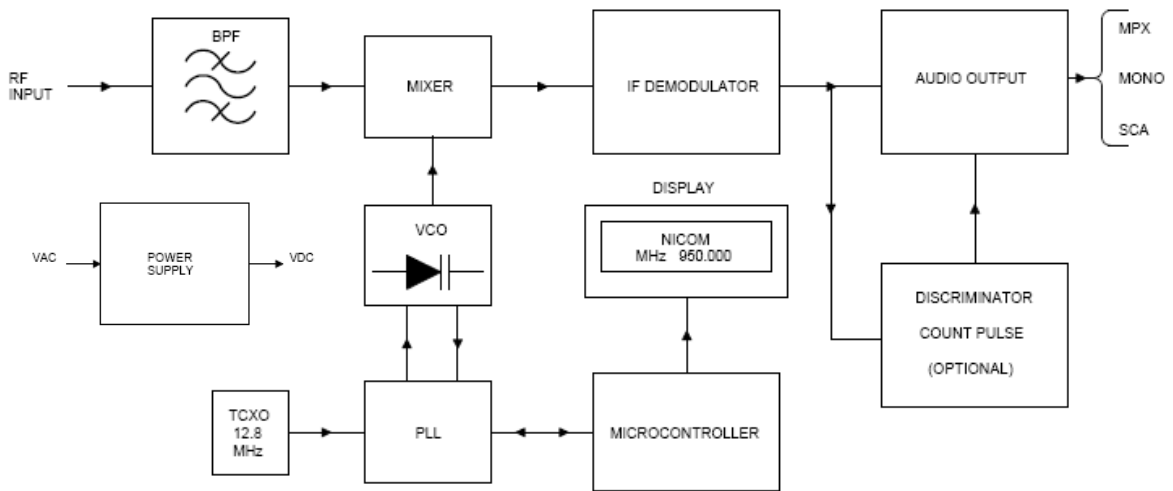 BPF
RF
INPUT
MIXER
IF DEMODULATOR
AUDIO OUTPUT
MPX
MONO
SCA
VAC
POWER
SUPPLY
VDC
VCO
DISPLAY
NICOM
MHz 950.000
DISCRIMINATOR
COUNT PULSE
(OPTIONAL)
TCXO
12.8
MHz
PLL
MICROCONTROLLER